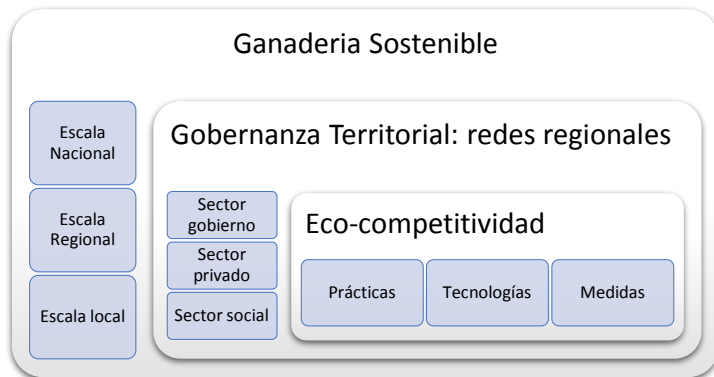 Ganaderia Sostenible
Escala
Nacional
Escala
Regional
Escala local
Gobernanza Territorial: redes regionales
Sector
gobierno
Sector
privado
Sector social
Eco-competitividad
Prácticas
Tecnologías
Medidas